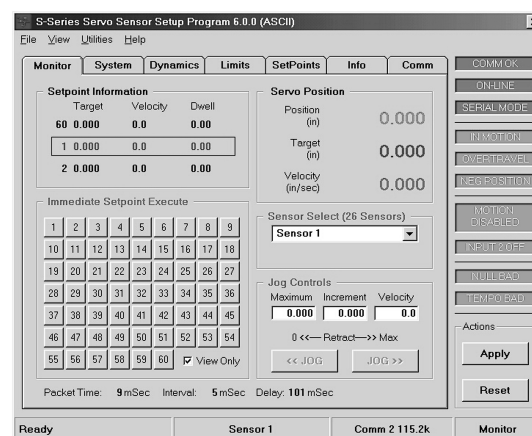 S-Series Servo Sensor Setup Program 6.0.0 (ASCII)
File View Utilities Help
Monitor System Dynamics Limits SetPoints Info Comm
Setpoint Information
Target Velocity Dwell
60 0.000 0.0 0.00
1 0.000 0.0 0.00
2 0.000 0.0 0.00
Immediate Setpoint Execute
1 2 3 4 5 6 7 8 9
10 11 12 13 14 15 16 17 18
19 20 21 22 23 24 25 26 27
28 29 30 31 32 33 34 35 36
37 38 39 40 41 42 43 44 45
46 47 48 49 50 51 52 53 54
55 56 57 58 59 60 View Only
Servo Position
Position
(in) 0.000
Target
(in) 0.000
Velocity
(in/sec) 0.000
Sensor Select (26 Sensors)
Sensor 1
Jog Controls
Maximum Increment Velocity
0.000 0.000 0.0
0 <<— Retract—>> Max
<< JOG JOG >>
Packet Time: 9 mSec Interval: 5 mSec Delay: 101 mSec
COMM OK
ON-LINE
SERIAL MODE
IN MOTION
OVERTRAVEL
NEG POSITION
MOTION
DISABLED
INPUT 2 OFF
NULL BAD
TEMPO BAD
Actions
Apply
Reset
Ready Sensor 1 Comm 2 115.2k Monitor